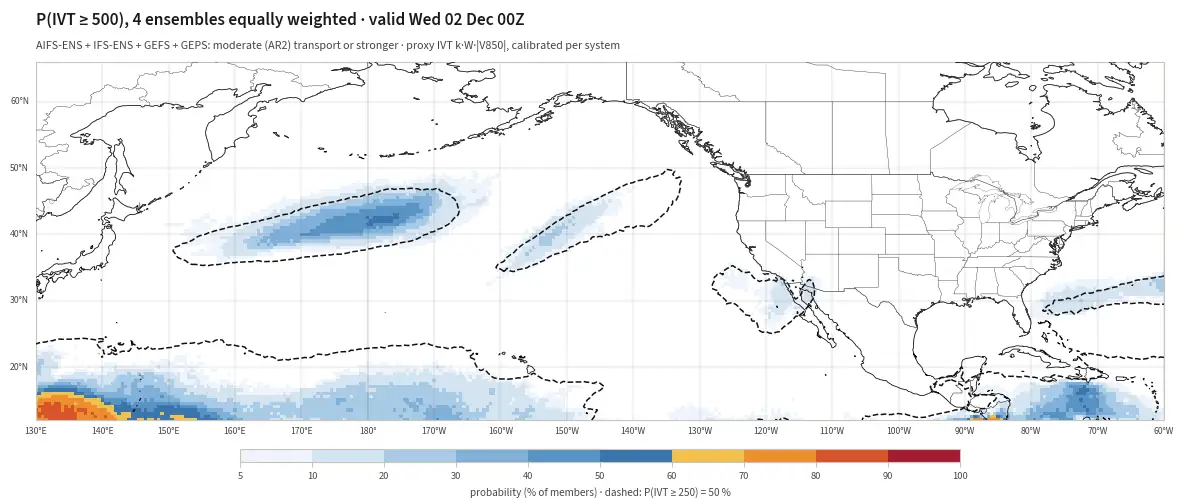 P(IVT ≥ 500), 4 ensembles equally weighted · valid Wed 02 Dec 00Z
AIFS-ENS + IFS-ENS + GEFS + GEPS: moderate (AR2) transport or stronger · proxy IVT k·W·|V850|, calibrated per system
60°N
50°N
40°N
30°N
20°N
130°E 140°E 150°E 160°E 170°E 180° 170°W 160°W 150°W 140°W 130°W 120°W 110°W 100°W 90°W 80°W 70°W 60°W
5 10 20 30 40 50 60 70 80 90 100
probability (% of members) · dashed: P(IVT ≥ 250) = 50 %